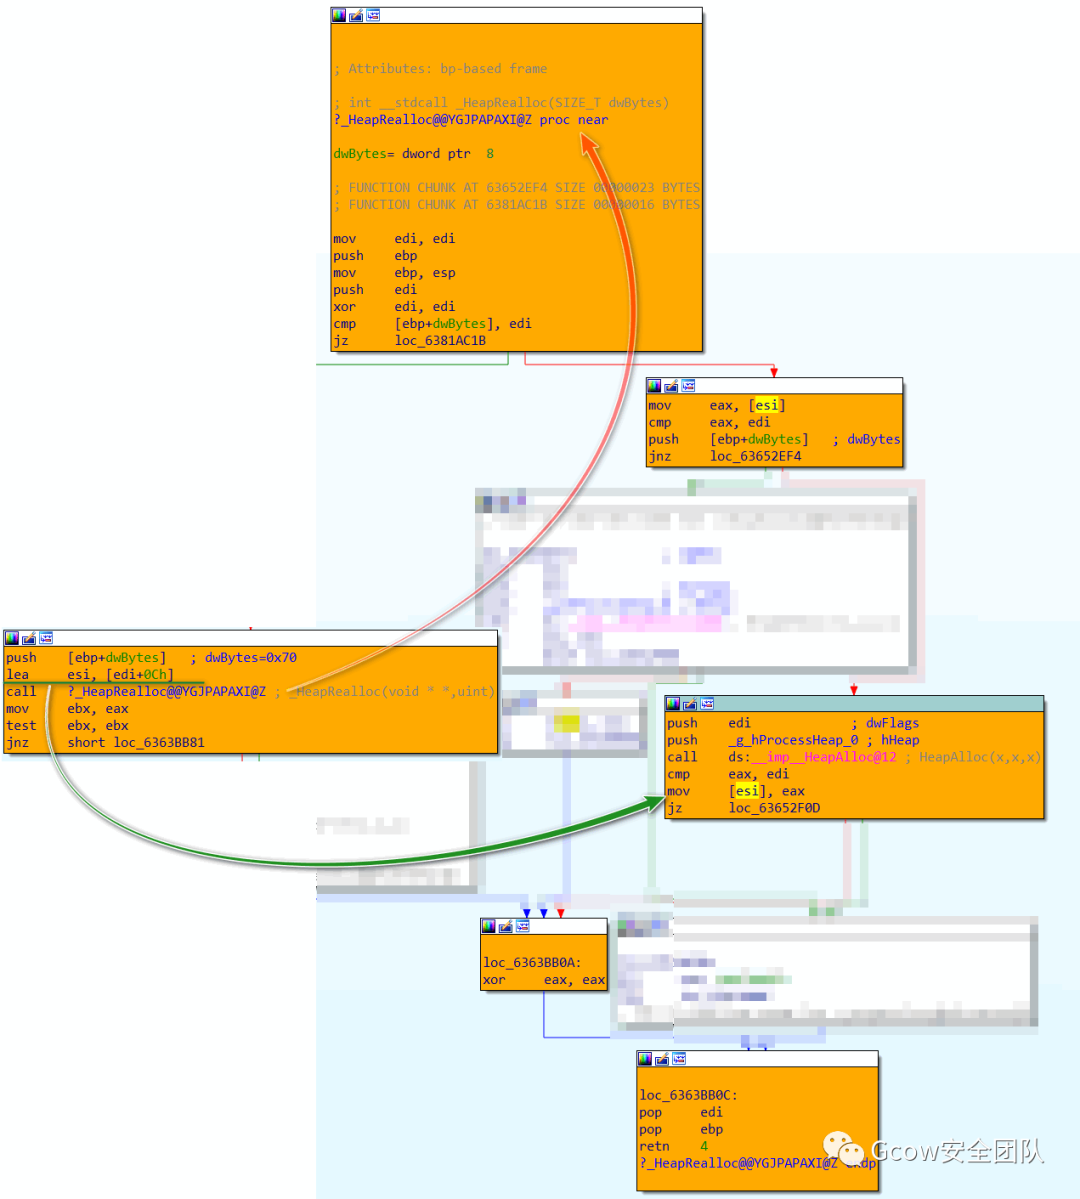 ; Attributes: bp-based frame
; int __stdcall _HeapRealloc(SIZE_T dwBytes)
?_HeapRealloc@@YGJPAPAXI@Z proc near
dwBytes= dword ptr  8
; FUNCTION CHUNK AT 63652EF4 SIZE 00000023 BYTES
; FUNCTION CHUNK AT 6381AC1B SIZE 00000016 BYTES
mov     edi, edi
push    ebp
mov     ebp, esp
push    edi
xor     edi, edi
cmp     [ebp+dwBytes], edi
jz      loc_6381AC1B
mov     eax, [esi]
cmp     eax, edi
push    [ebp+dwBytes]   ; dwBytes
jnz     loc_63652EF4
push    [ebp+dwBytes]   ; dwBytes=0x70
lea     esi, [edi+0Ch]
call    ?_HeapRealloc@@YGJPAPAXI@Z ; _HeapRealloc(void * *,uint)
mov     ebx, eax
test    ebx, ebx
jnz     short loc_6363BB81
push    edi             ; dwFlags
push    _g_hProcessHeap_0 ; hHeap
call    ds:__imp__HeapAlloc@12 ; HeapAlloc(x,x,x)
cmp     eax, edi
mov     [esi], eax
jz      loc_63652F0D
loc_6363BB0A:
xor     eax, eax
loc_6363BB0C:
pop     edi
pop     ebp
retn    4
?_HeapRealloc@@YGJPAPAXI@Z endp
Gcow安全团队